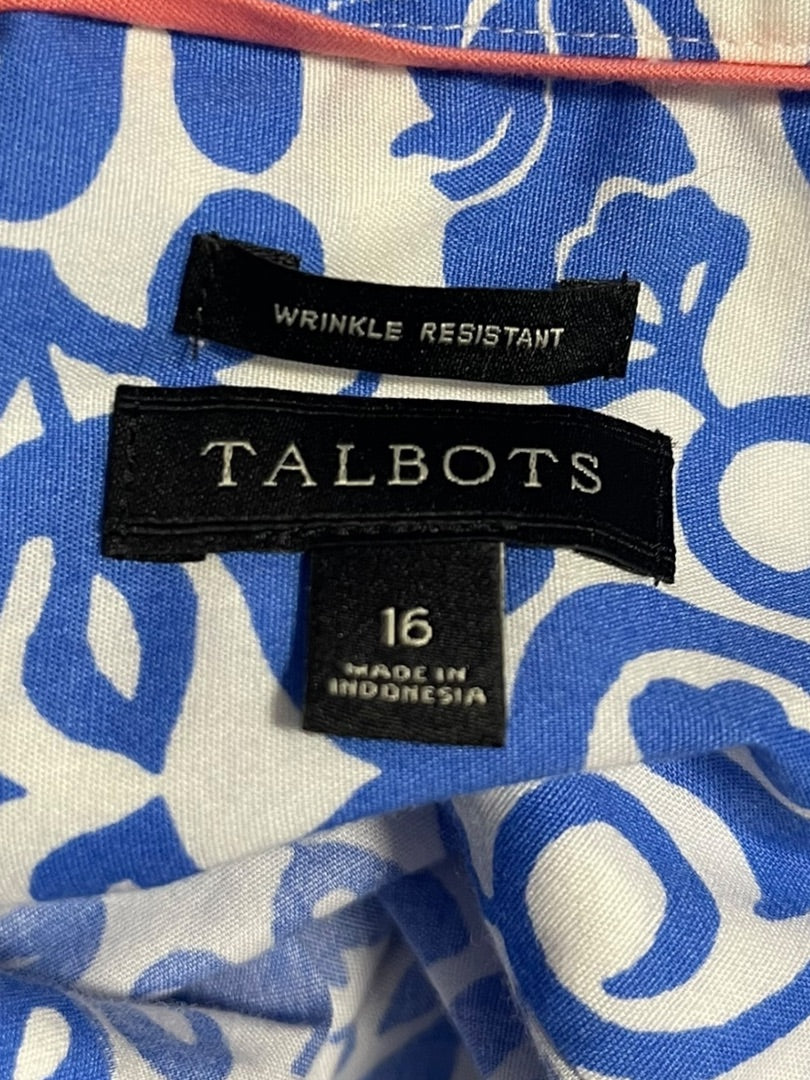 WRINKLE RESISTANT
TALBOTS
16
MADE IN
INDONESIA